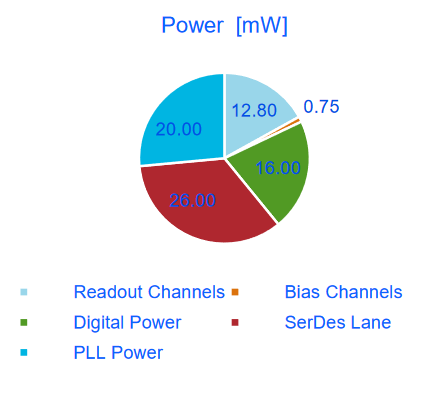 Power [mW]
12.80
0.75
20.00
16.00
26.00
Readout Channels
Bias Channels
Digital Power
SerDes Lane
PLL Power